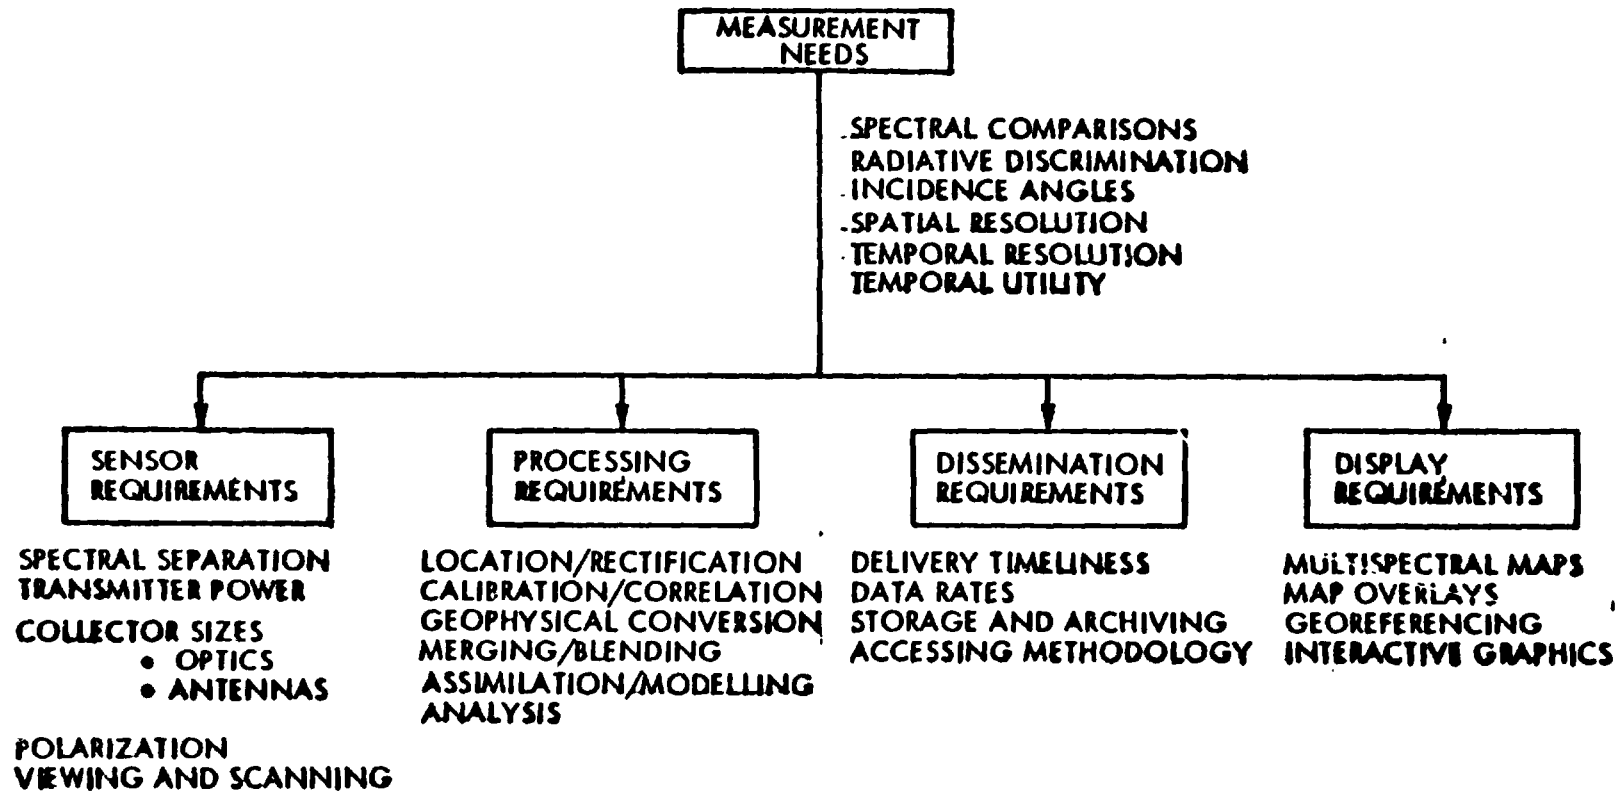 MEASUREMENT
NEEDS
SPECTRAL COMPARISONS
RADIATIVE DISCRIMINATION
INCIDENCE ANGLES
SPATIAL RESOLUTION
TEMPORAL RESOLUTION
TEMPORAL UTILITY
SENSOR
REQUIREMENTS
SPECTRAL SEPARATION
TRANSMITTER POWER
COLLECTOR SIZES
• OPTICS
• ANTENNAS
POLARIZATION
VIEWING AND SCANNING
PROCESSING
REQUIREMENTS
LOCATION/RECTIFICATION
CALIBRATION/CORRELATION
GEOPHYSICAL CONVERSION
MERGING/BLENDING
ASSIMILATION/MODELLING
ANALYSIS
DISSEMINATION
REQUIREMENTS
DELIVERY TIMELINESS
DATA RATES
STORAGE AND ARCHIVING
ACCESSING METHODOLOGY
DISPLAY
REQUIREMENTS
MULTISPECTRAL MAPS
MAP OVERLAYS
GEOREFERENCING
INTERACTIVE GRAPHICS